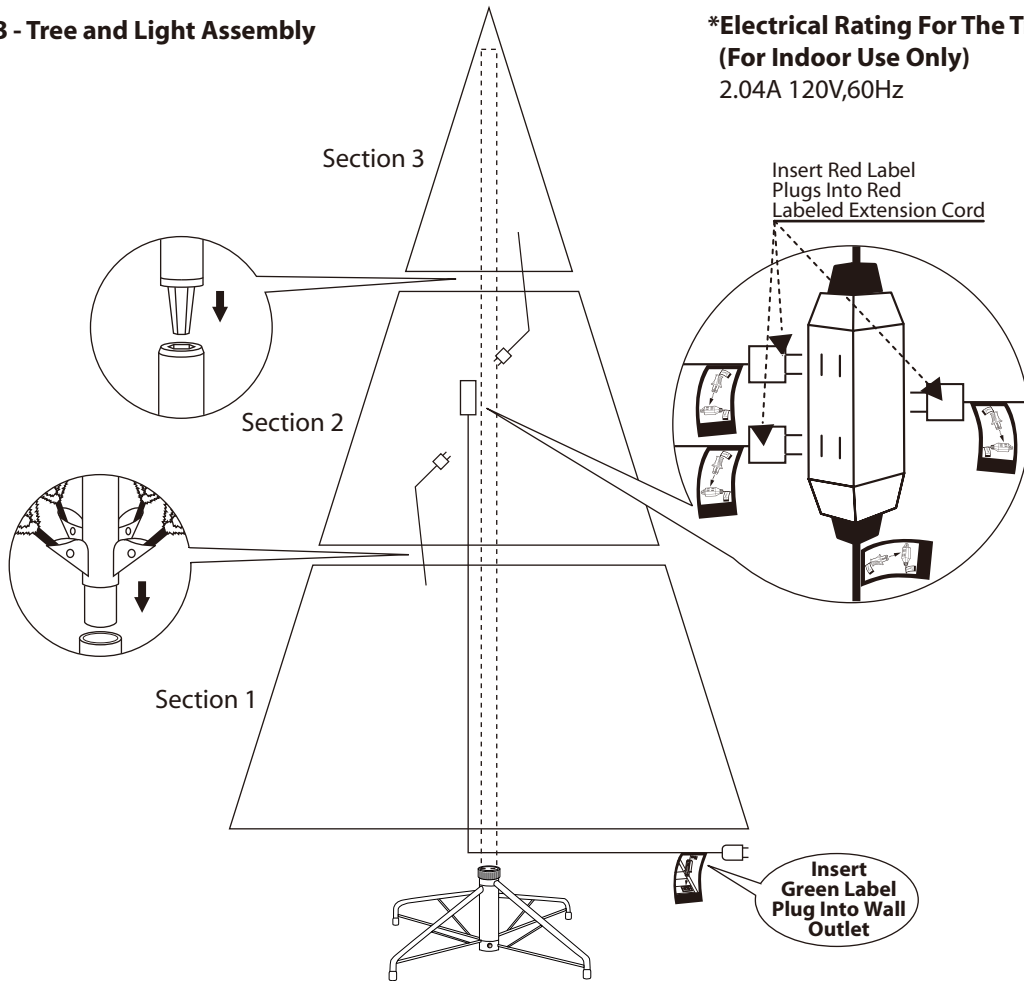 3 - Tree and Light Assembly
*Electrical Rating For The T
(For Indoor Use Only)
2.04A 120V,60Hz
Section 3
Insert Red Label
Plugs Into Red
Labeled Extension Cord
Section 2
Section 1
Insert
Green Label
Plug Into Wall
Outlet